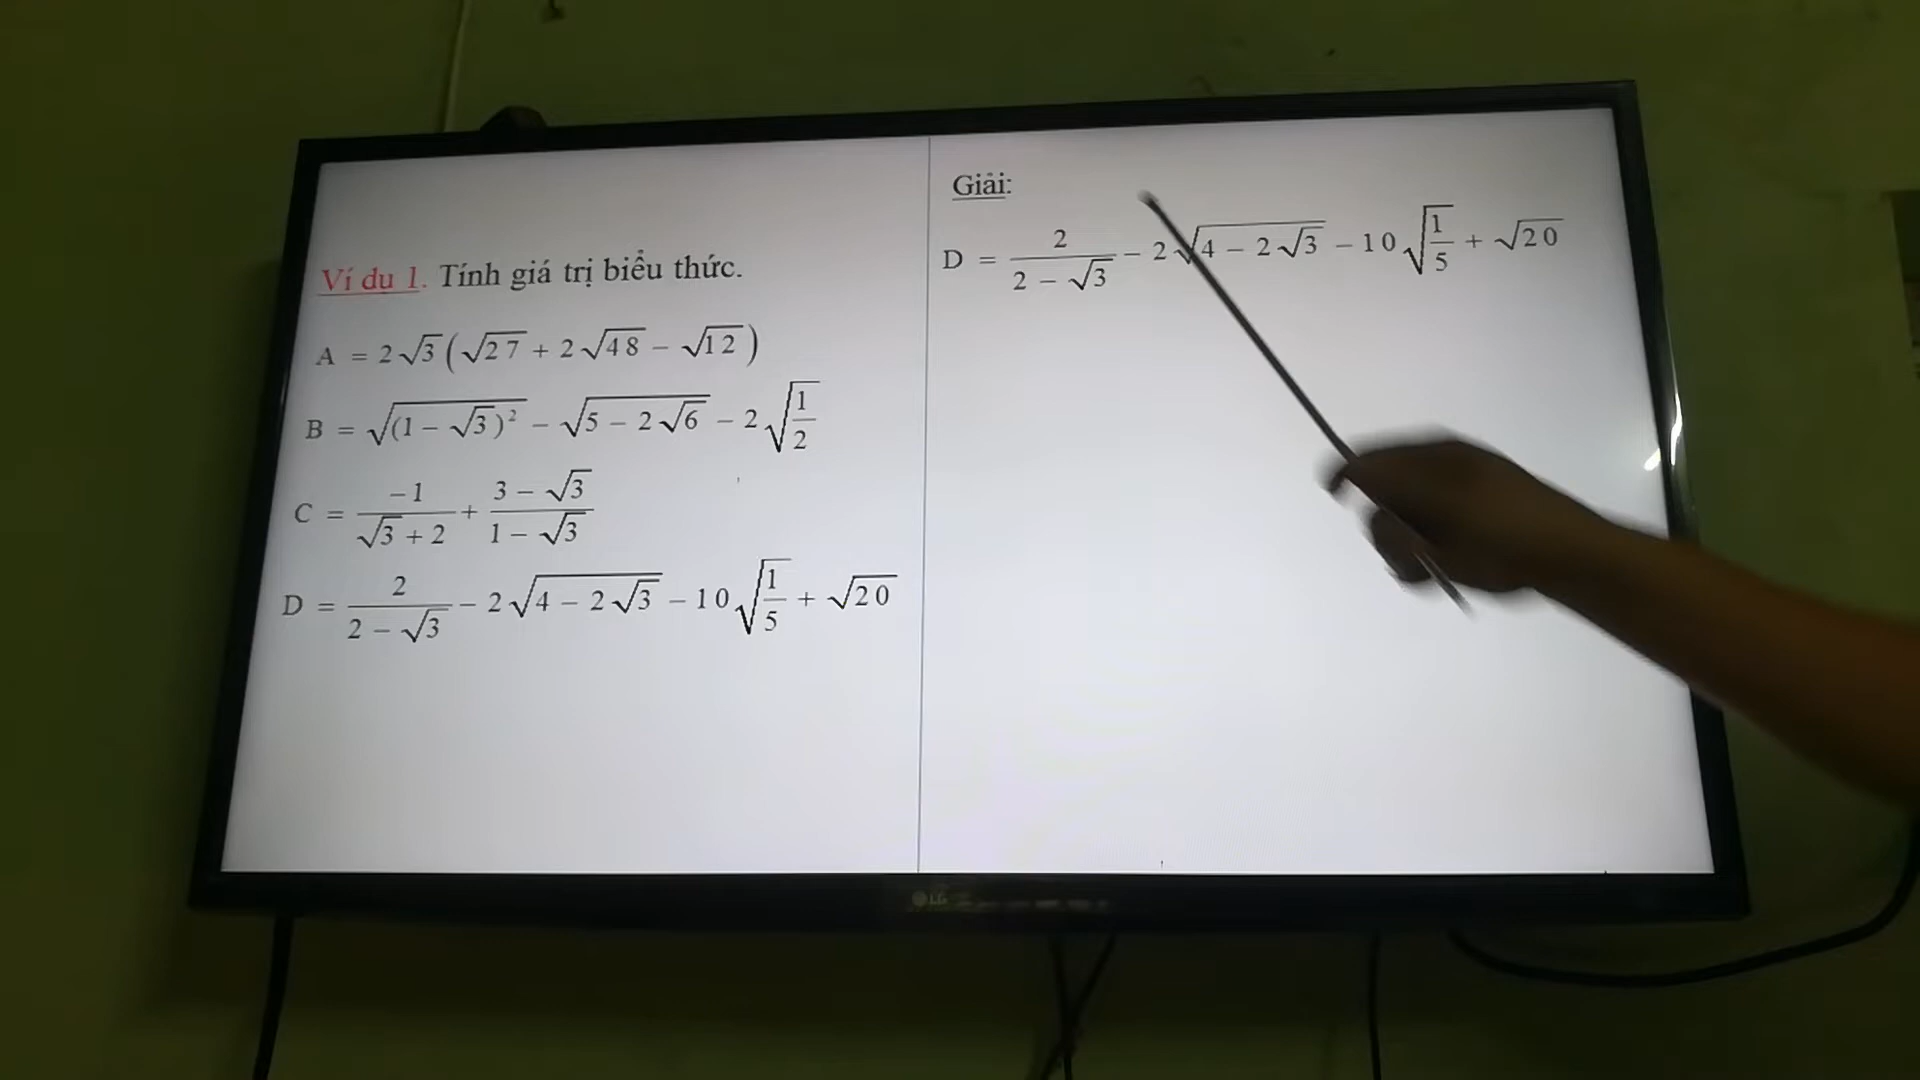 Ví dụ 1. Tính giá trị biểu thức.
A = 2√3(√27 + 2√48 − √12)
B = √((1 − √3)²) − √(5 − 2√6) − 2√(1/2)
C = −1/(√3 + 2) + (3 − √3)/(1 − √3)
D = 2/(2 − √3) − 2√(4 − 2√3) − 10√(1/5) + √20
Giải:
D = 2/(2 − √3) − 2√(4 − 2√3) − 10√(1/5) + √20
LG